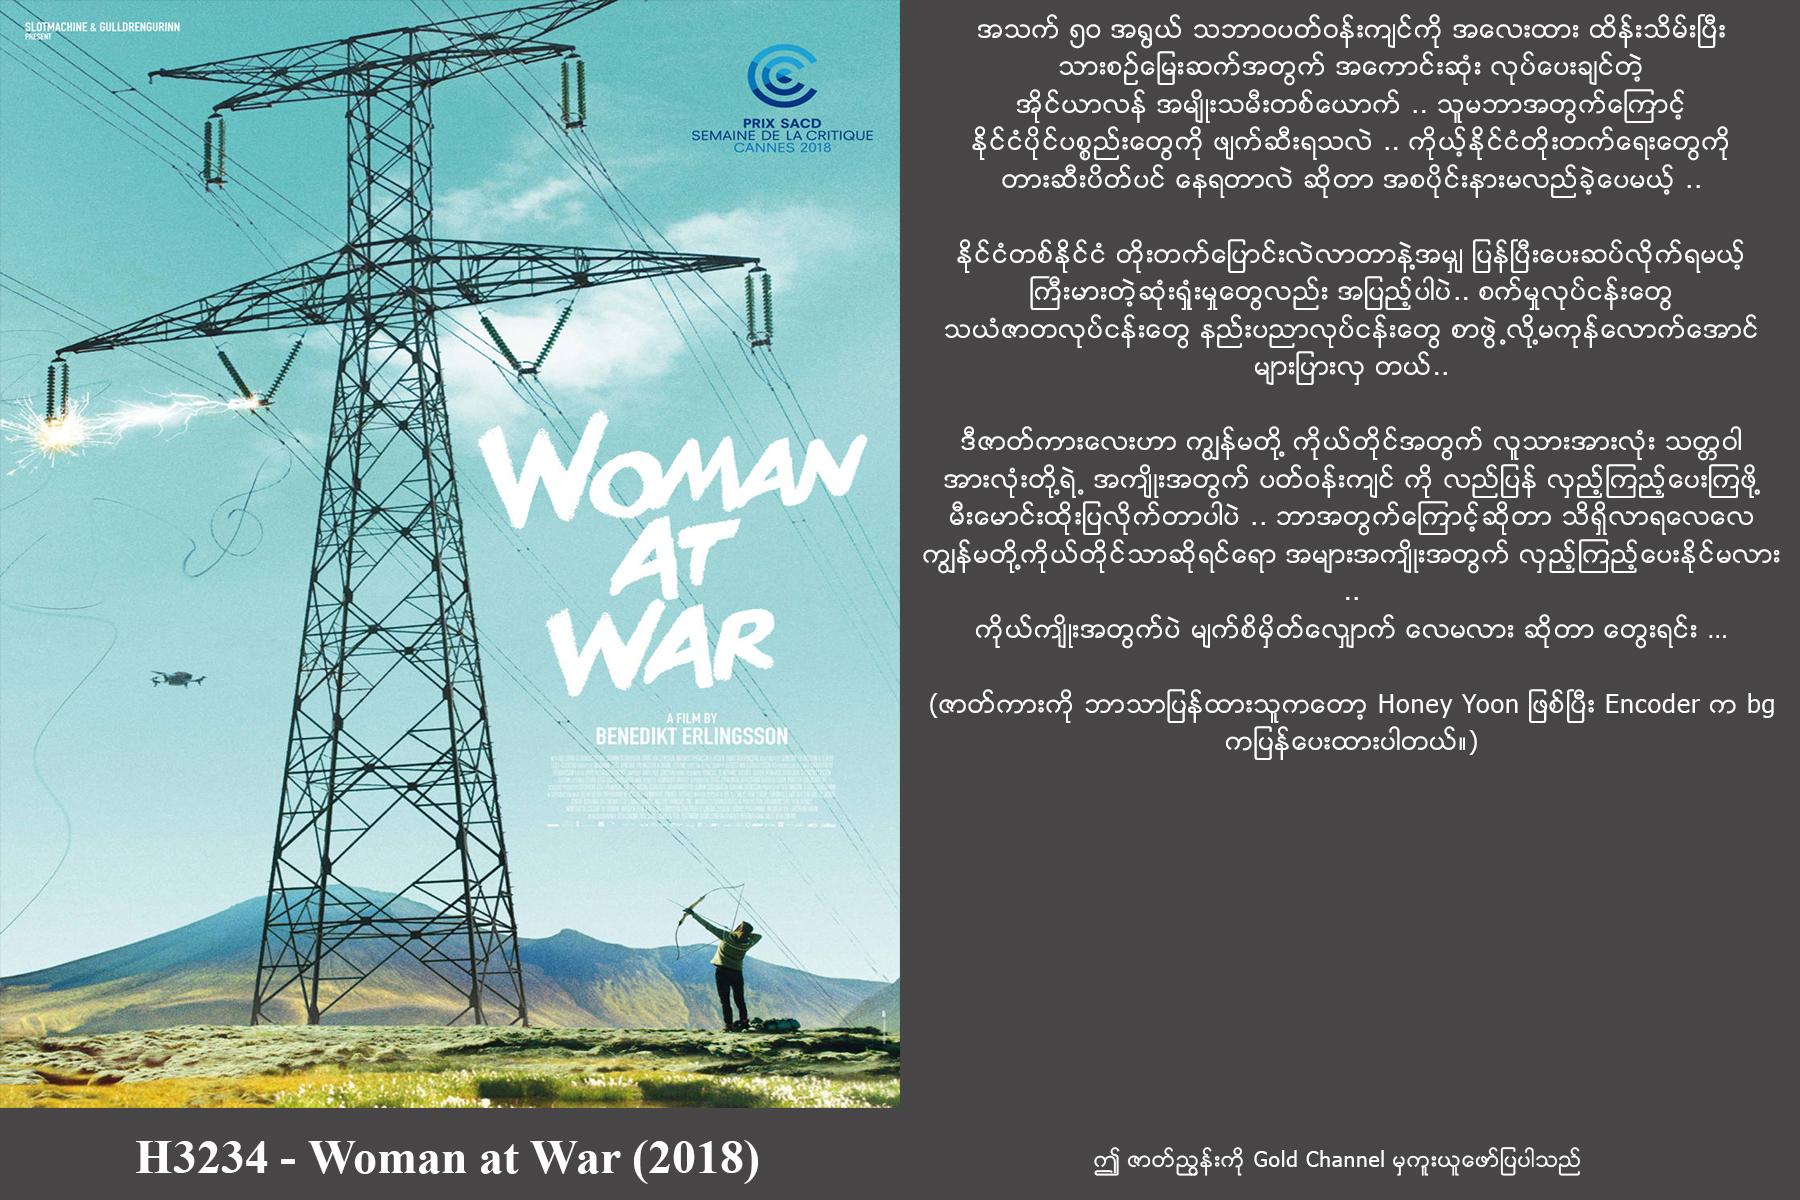 SLOTMACHINE & GULLDRENGURINN
PRESENT
PRIX SACD
SEMAINE DE LA CRITIQUE
CANNES 2018
WOMAN
AT
WAR
A FILM BY
BENEDIKT ERLINGSSON
H3234 - Woman at War (2018)
အသက် ၅၀ အရွယ် သဘာဝပတ်ဝန်းကျင်ကို အလေးထား ထိန်းသိမ်းပြီး
သားစဉ်မြေးဆက်အတွက် အကောင်းဆုံး လုပ်ပေးချင်တဲ့
အိုင်ယာလန် အမျိုးသမီးတစ်ယောက် .. သူမဘာအတွက်ကြောင့်
နိုင်ငံပိုင်ပစ္စည်းတွေကို ဖျက်ဆီးရသလဲ .. ကိုယ့်နိုင်ငံတိုးတက်ရေးတွေကို
တားဆီးပိတ်ပင် နေရတာလဲ ဆိုတာ အစပိုင်းနားမလည်ခဲ့ပေမယ့် ..
နိုင်ငံတစ်နိုင်ငံ တိုးတက်ပြောင်းလဲလာတာနဲ့အမျှ ပြန်ပြီးပေးဆပ်လိုက်ရမယ့်
ကြီးမားတဲ့ဆုံးရှုံးမှုတွေလည်း အပြည့်ပါပဲ.. စက်မှုလုပ်ငန်းတွေ
သယံဇာတလုပ်ငန်းတွေ နည်းပညာလုပ်ငန်းတွေ စာဖွဲ့လို့မကုန်လောက်အောင်
များပြားလှ တယ်..
ဒီဇာတ်ကားလေးဟာ ကျွန်မတို့ ကိုယ်တိုင်အတွက် လူသားအားလုံး သတ္တဝါ
အားလုံးတို့ရဲ့ အကျိုးအတွက် ပတ်ဝန်းကျင် ကို လည်ပြန် လှည့်ကြည့်ပေးကြဖို့
မီးမောင်းထိုးပြလိုက်တာပါပဲ .. ဘာအတွက်ကြောင့်ဆိုတာ သိရှိလာရလေလေ
ကျွန်မတို့ကိုယ်တိုင်သာဆိုရင်ရော အများအကျိုးအတွက် လှည့်ကြည့်ပေးနိုင်မလား
..
ကိုယ်ကျိုးအတွက်ပဲ မျက်စိမှိတ်လျှောက် လေမလား ဆိုတာ တွေးရင်း ...
(ဇာတ်ကားကို ဘာသာပြန်ထားသူကတော့ Honey Yoon ဖြစ်ပြီး Encoder က bg
ကပြန်ပေးထားပါတယ်။)
ဤ ဇာတ်ညွှန်းကို Gold Channel မှကူးယူဖော်ပြပါသည်